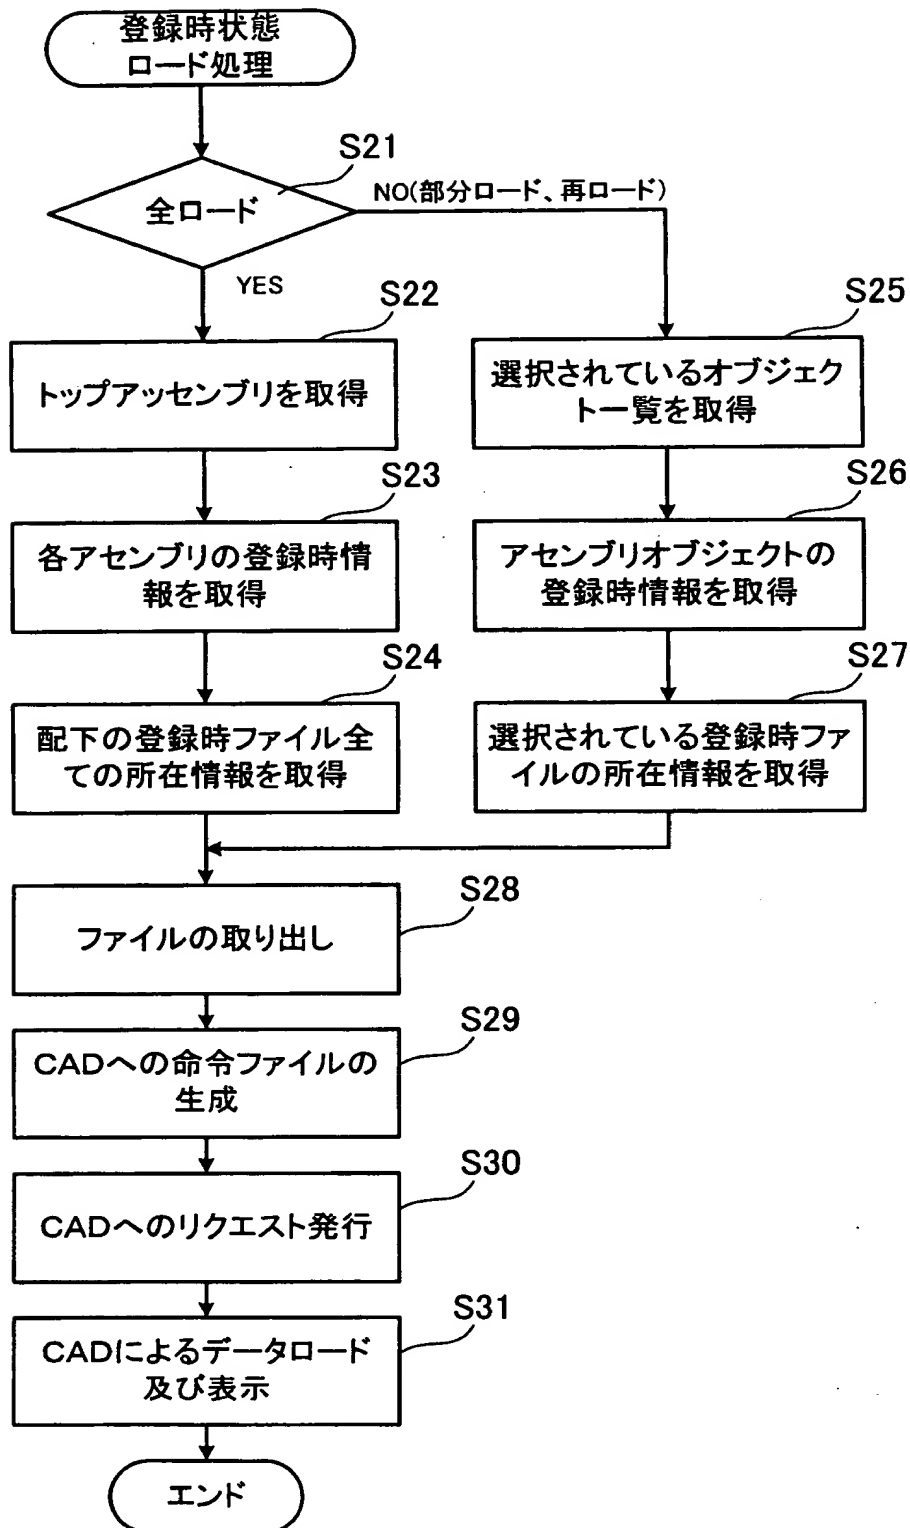 登録時状態
ロード処理
S21
全ロード
NO(部分ロード、再ロード)
YES
S22
トップアッセンブリを取得
S23
各アセンブリの登録時情
報を取得
S24
配下の登録時ファイル全
ての所在情報を取得
S25
選択されているオブジェク
ト一覧を取得
S26
アセンブリオブジェクトの
登録時情報を取得
S27
選択されている登録時ファ
イルの所在情報を取得
S28
ファイルの取り出し
S29
CADへの命令ファイルの
生成
S30
CADへのリクエスト発行
S31
CADによるデータロード
及び表示
エンド